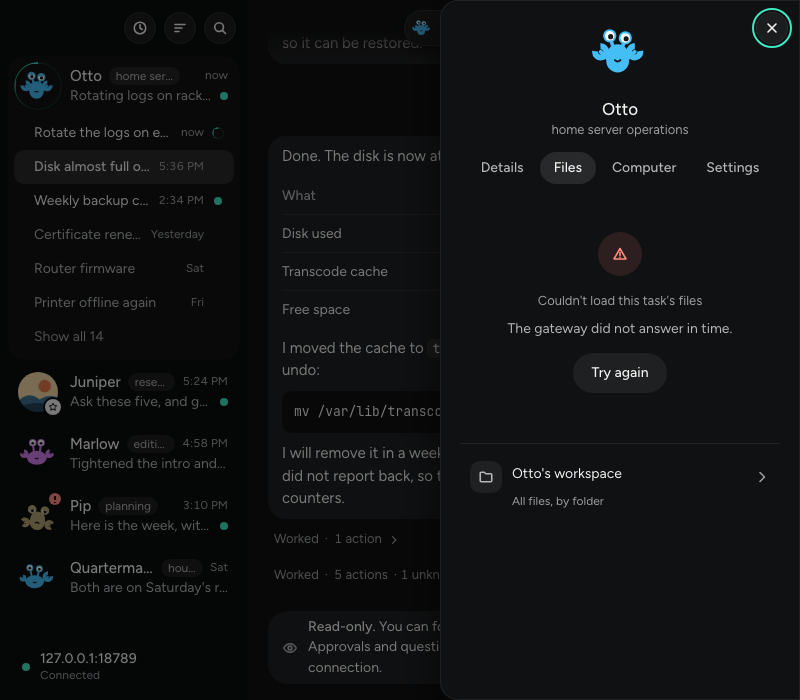 Otto
home ser...
now
Rotating logs on rack...
Rotate the logs on e...
now
Disk almost full o...
5:36 PM
Weekly backup c...
2:34 PM
Certificate rene...
Yesterday
Router firmware
Sat
Printer offline again
Fri
Show all 14
Juniper
rese...
5:24 PM
Ask these five, and g...
Marlow
editi...
4:58 PM
Tightened the intro and...
Pip
planning
3:10 PM
Here is the week, wit...
Quarterma...
hou...
Sat
Both are on Saturday's r...
127.0.0.1:18789
Connected
so it can be restored.
Done. The disk is now at
What
Disk used
Transcode cache
Free space
I moved the cache to
undo:
mv /var/lib/transco
I will remove it in a week
did not report back, so t
counters.
Worked · 1 action
Worked · 5 actions · 1 unkn
Read-only. You can fo
Approvals and questi
connection.
Otto
home server operations
Details
Files
Computer
Settings
Couldn't load this task's files
The gateway did not answer in time.
Try again
Otto's workspace
All files, by folder